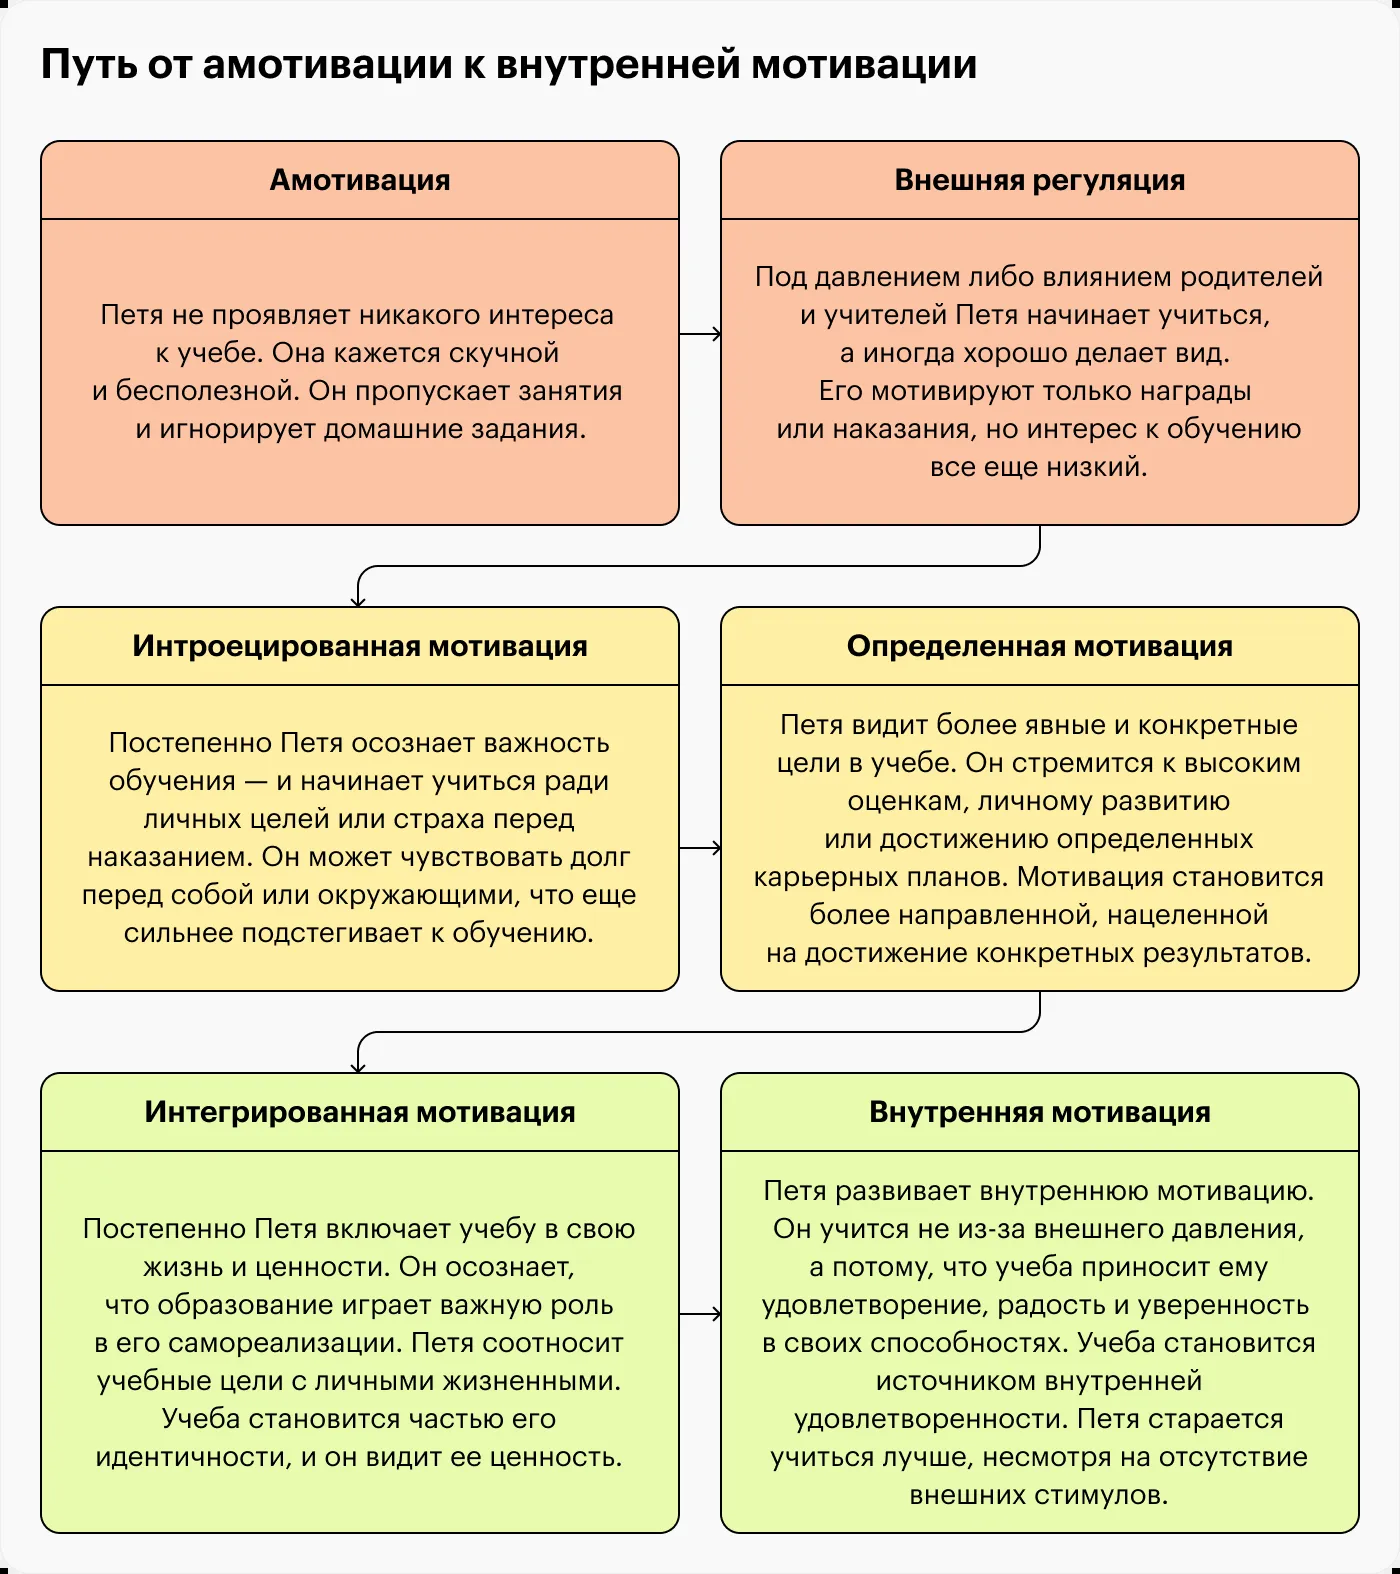 Путь от амотивации к внутренней мотивации
Амотивация
Петя не проявляет никакого интереса
к учебе. Она кажется скучной
и бесполезной. Он пропускает занятия
и игнорирует домашние задания.
Внешняя регуляция
Под давлением либо влиянием родителей
и учителей Петя начинает учиться,
а иногда хорошо делает вид.
Его мотивируют только награды
или наказания, но интерес к обучению
все еще низкий.
Интроецированная мотивация
Постепенно Петя осознает важность
обучения — и начинает учиться ради
личных целей или страха перед
наказанием. Он может чувствовать долг
перед собой или окружающими, что еще
сильнее подстегивает к обучению.
Определенная мотивация
Петя видит более явные и конкретные
цели в учебе. Он стремится к высоким
оценкам, личному развитию
или достижению определенных
карьерных планов. Мотивация становится
более направленной, нацеленной
на достижение конкретных результатов.
Интегрированная мотивация
Постепенно Петя включает учебу в свою
жизнь и ценности. Он осознает,
что образование играет важную роль
в его самореализации. Петя соотносит
учебные цели с личными жизненными.
Учеба становится частью его
идентичности, и он видит ее ценность.
Внутренняя мотивация
Петя развивает внутреннюю мотивацию.
Он учится не из-за внешнего давления,
а потому, что учеба приносит ему
удовлетворение, радость и уверенность
в своих способностях. Учеба становится
источником внутренней
удовлетворенности. Петя старается
учиться лучше, несмотря на отсутствие
внешних стимулов.